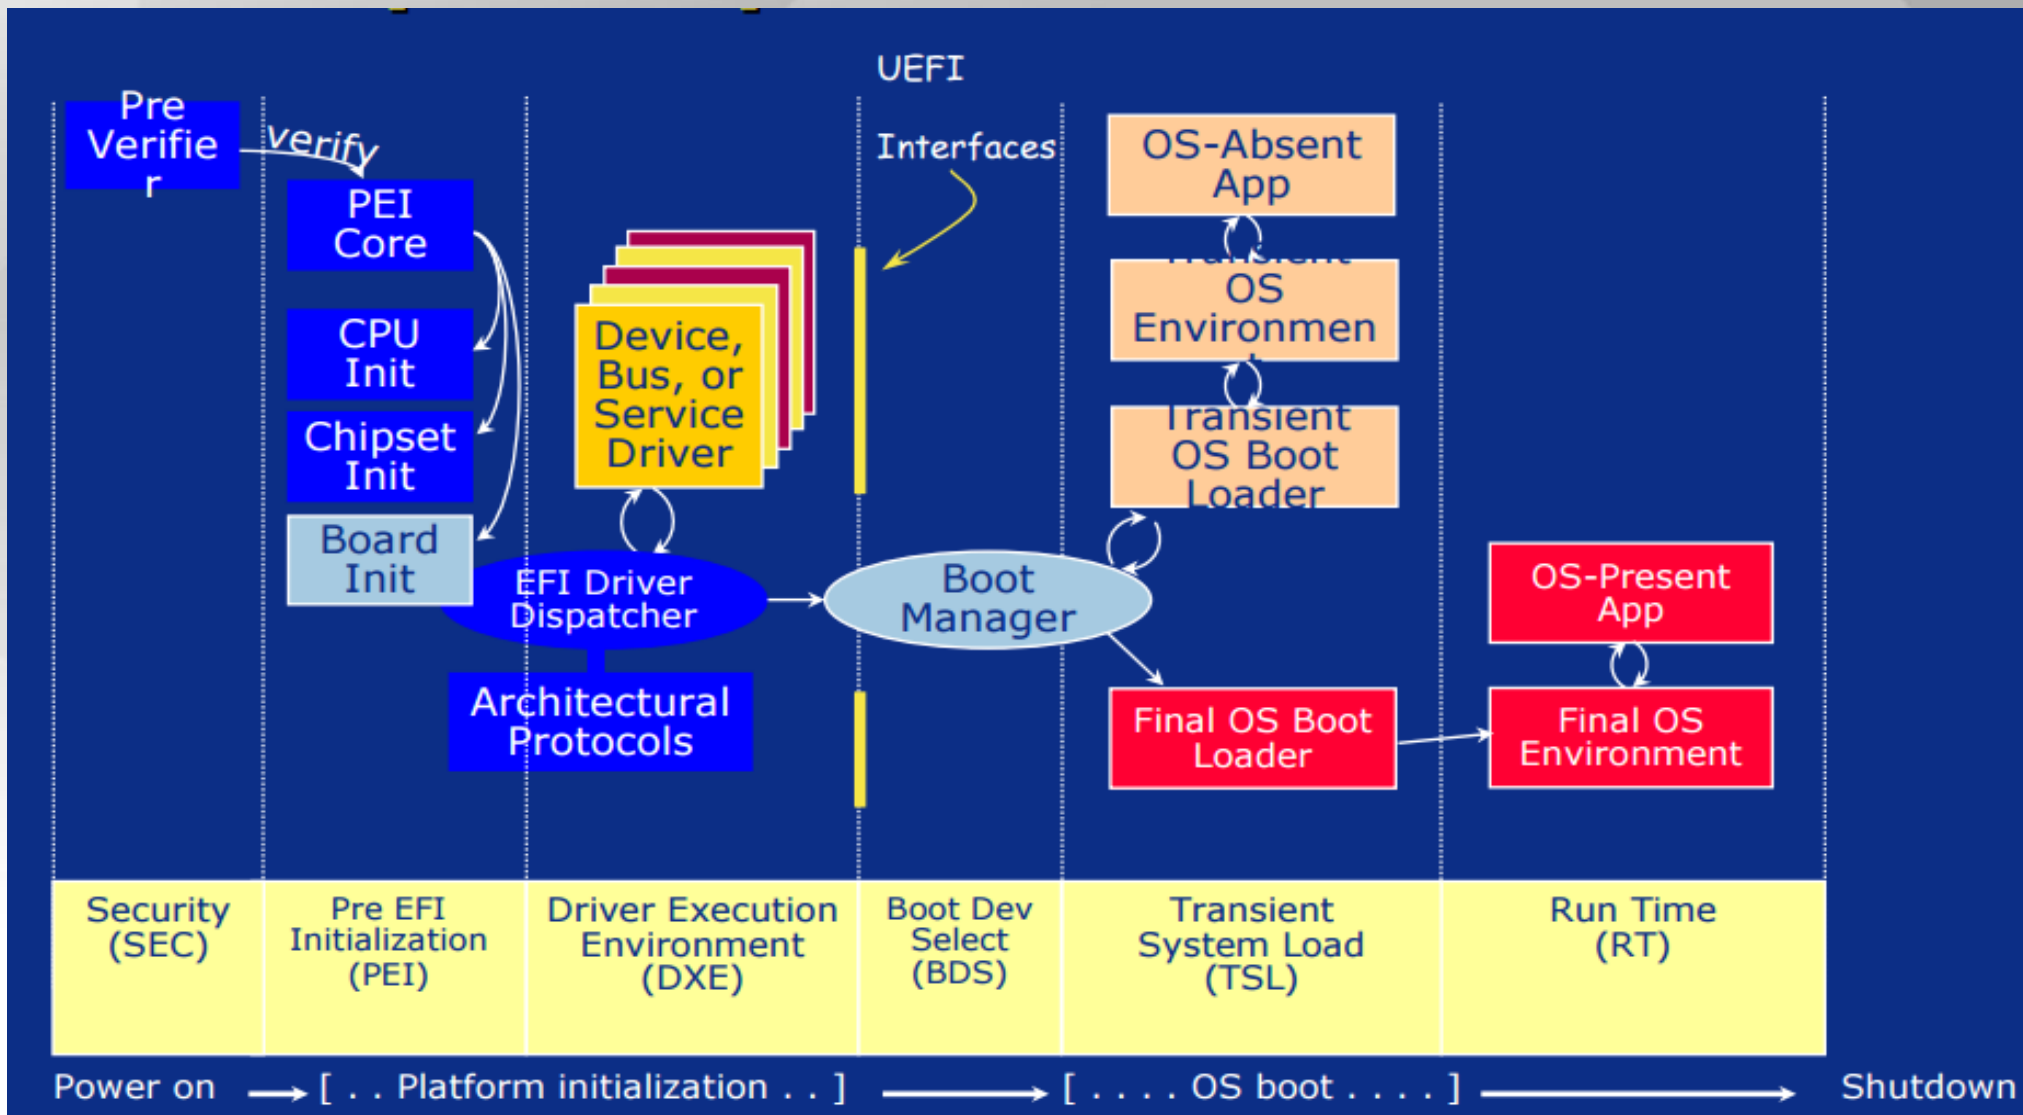 UEFI
Interfaces
Pre
Verifie
r
verify
PEI
Core
CPU
Init
Chipset
Init
Board
Init
Device,
Bus, or
Service
Driver
EFI Driver
Dispatcher
Architectural
Protocols
Boot
Manager
OS-Absent
App
Transient
OS
Environmen
t
Transient
OS Boot
Loader
Final OS Boot
Loader
OS-Present
App
Final OS
Environment
Security
(SEC)
Pre EFI
Initialization
(PEI)
Driver Execution
Environment
(DXE)
Boot Dev
Select
(BDS)
Transient
System Load
(TSL)
Run Time
(RT)
Power on
[ . . Platform initialization . . ]
[ . . . . OS boot . . . . ]
Shutdown